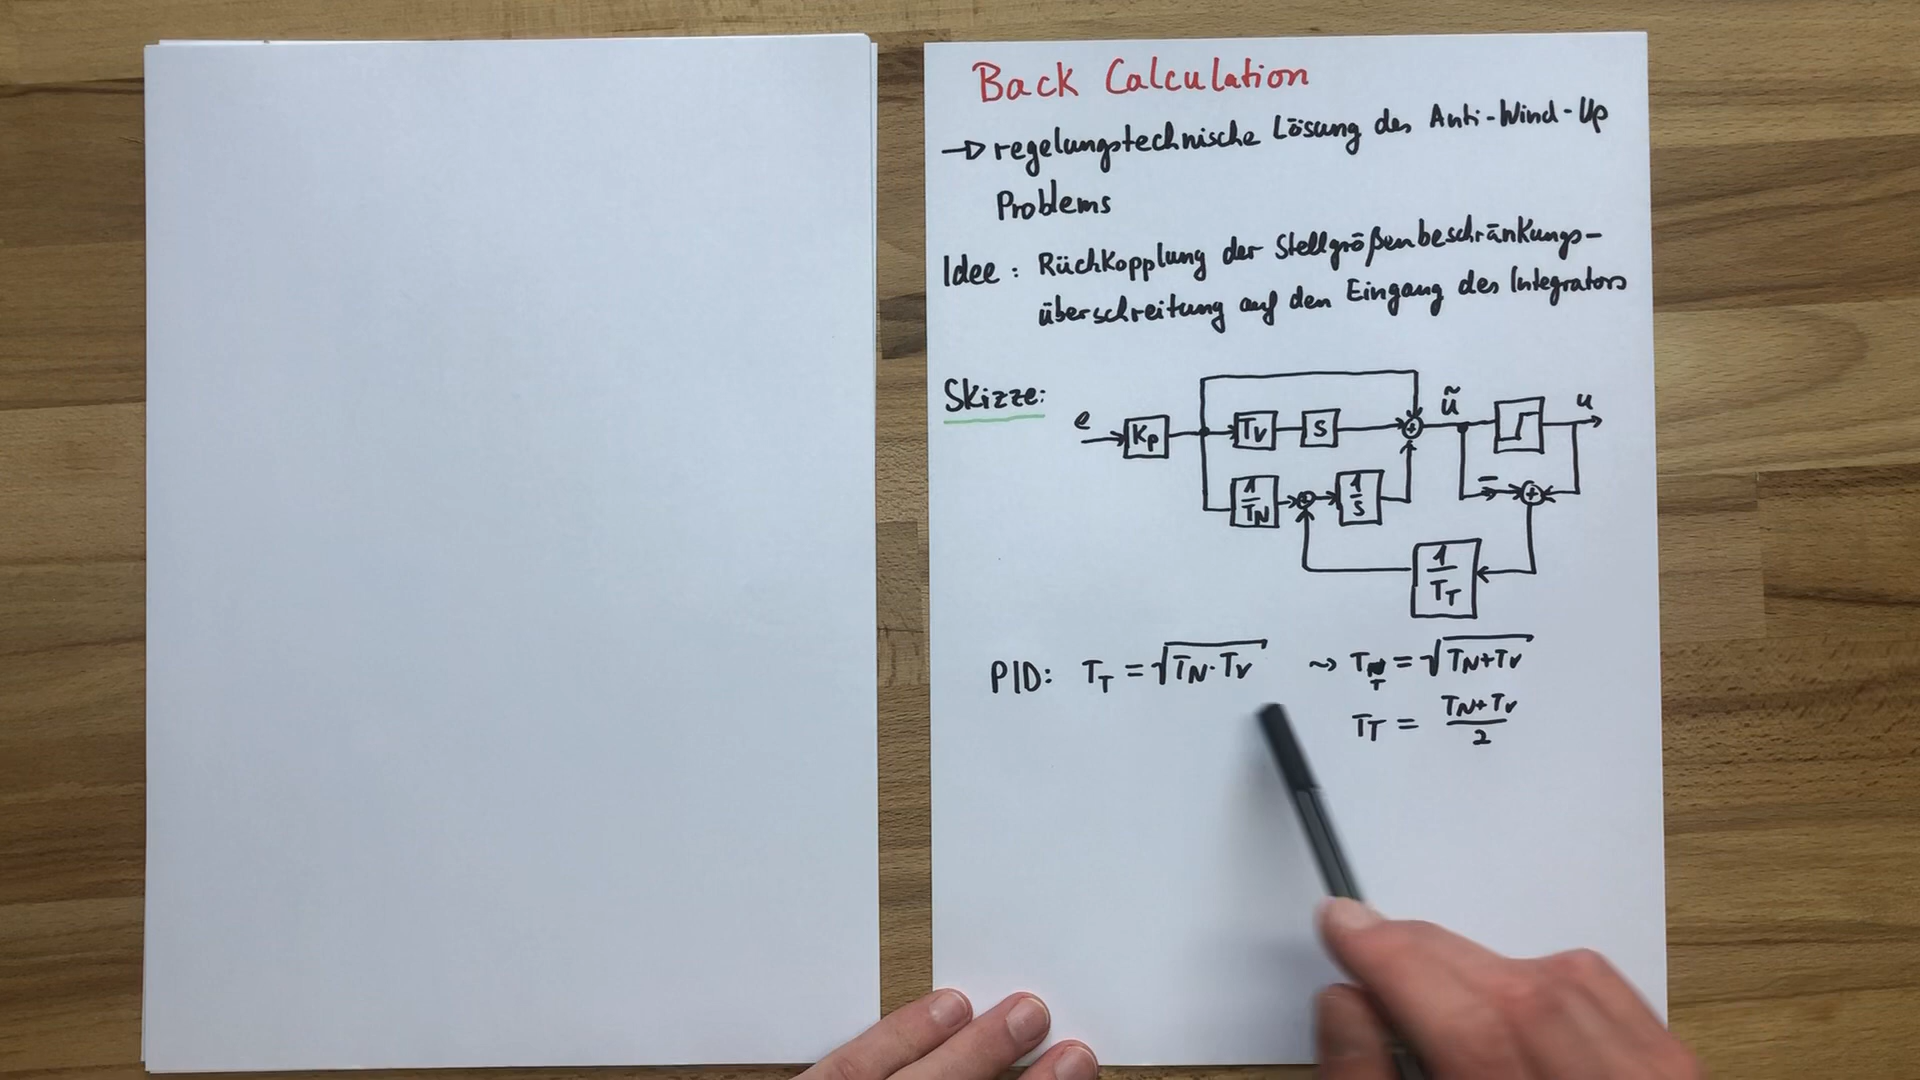 Back Calculation
→ regelungstechnische Lösung des Anti-Wind-Up
Problems
Idee: Rückkopplung der Stellgrößenbeschränkungs-
überschreitung auf den Eingang des Integrators
Skizze:
e
Kp
Tv
s
+
ũ
u
1/TN
+
1/s
−
+
1/TT
PID: TT = √(TN·Tv) ⇝ TT = √(TN+Tv)
TT = (TN+Tv)/2